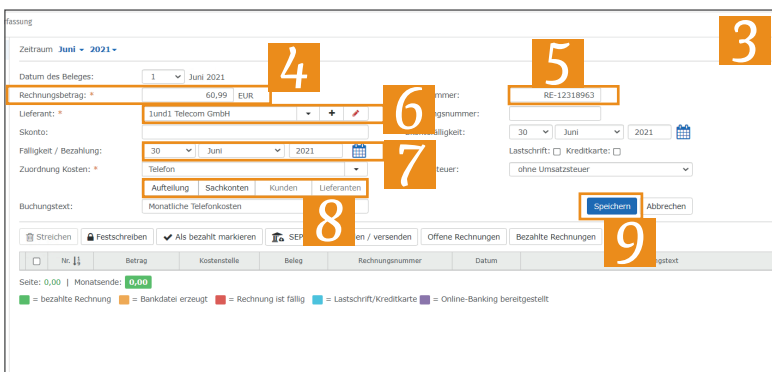 fassung
3
Zeitraum Juni 2021
4
5
Datum des Beleges: 1 Juni 2021
Rechnungsbetrag: * 60,99 EUR ummer: RE-12318963
6
Lieferant: * 1und1 Telecom GmbH + ngsnummer:
Skonto: fälligkeit: 30 Juni 2021
Fälligkeit / Bezahlung: 30 Juni 2021 Lastschrift: Kreditkarte:
7
Zuordnung Kosten: * Telefon teuer: ohne Umsatzsteuer
Aufteilung Sachkonten Kunden Lieferanten
8
Buchungstext: Monatliche Telefonkosten Speichern Abbrechen
9
Streichen Festschreiben Als bezahlt markieren SEP en / versenden Offene Rechnungen Bezahlte Rechnungen
Nr. Betrag Kostenstelle Beleg Rechnungsnummer Datum gstext
Seite: 0,00 | Monatsende: 0,00
= bezahlte Rechnung = Bankdatei erzeugt = Rechnung ist fällig = Lastschrift/Kreditkarte = Online-Banking bereitgestellt